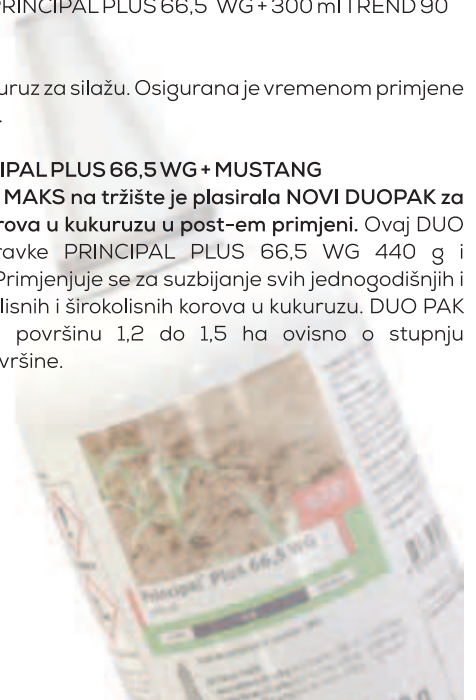 PRINCIPAL PLUS 66,5 WG + 300 ml TREND 90
uruz za silažu. Osigurana je vremenom primjene
.
IPAL PLUS 66,5 WG + MUSTANG
MAKS na tržište je plasirala NOVI DUOPAK za
rova u kukuruzu u post-em primjeni. Ovaj DUO
ravke PRINCIPAL PLUS 66,5 WG 440 g i
Primjenjuje se za suzbijanje svih jednogodišnjih i
lisnih i širokolisnih korova u kukuruzu. DUO PAK
površinu 1,2 do 1,5 ha ovisno o stupnju
vršine.
Principal Plus 66,5 WG